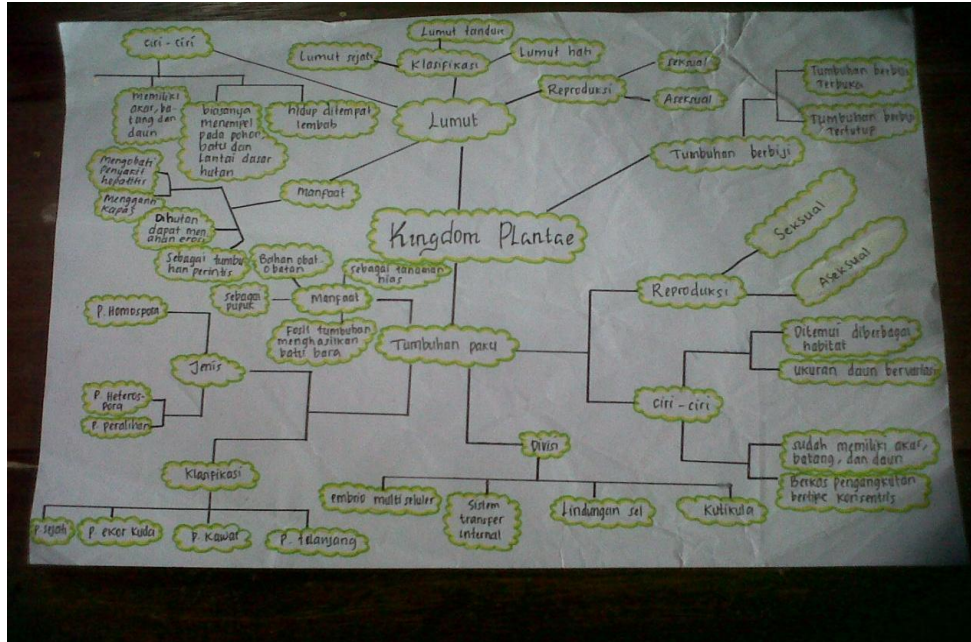 Ciri - Ciri
memiliki
akar, ba-
tang dan
daun
biasanya
menempel
pada pohon,
batu dan
Lantai dasar
hutan
hidup ditempat
lembab
Lumut sejati
Lumut tanduk
Lumut hati
Klasifikasi
Reproduksi
seksual
Aseksual
Lumut
Tumbuhan berbiji
Tumbuhan berbiji
Terbuka
Tumbuhan berbiji
Tertutup
Manfaat
Mengobati
penyakit
hepatitis
Mengganti
kapas
Dihutan
dapat men
ahan erosi
Sebagai tumbu
han perintis
Kingdom Plantae
Bahan obat-
obatan
sebagai tanaman
hias
sebagai
pupuk
Manfaat
Fosil tumbuhan
menghasilkan
batu bara
Tumbuhan paku
Reproduksi
Seksual
Aseksual
Ciri - Ciri
Ditemui diberbagai
habitat
ukuran daun bervariasi
sudah memiliki akar,
batang, dan daun
Berkas pengangkutan
bertipe konsentris
P. Homospora
Jenis
P. Heteros-
pora
P. peralihan
Klasifikasi
P. sejati
P. ekor kuda
P. Kawat
P. telanjang
Divisi
embrio multi seluler
Sistem
transfer
internal
Lindungan sel
Kutikula